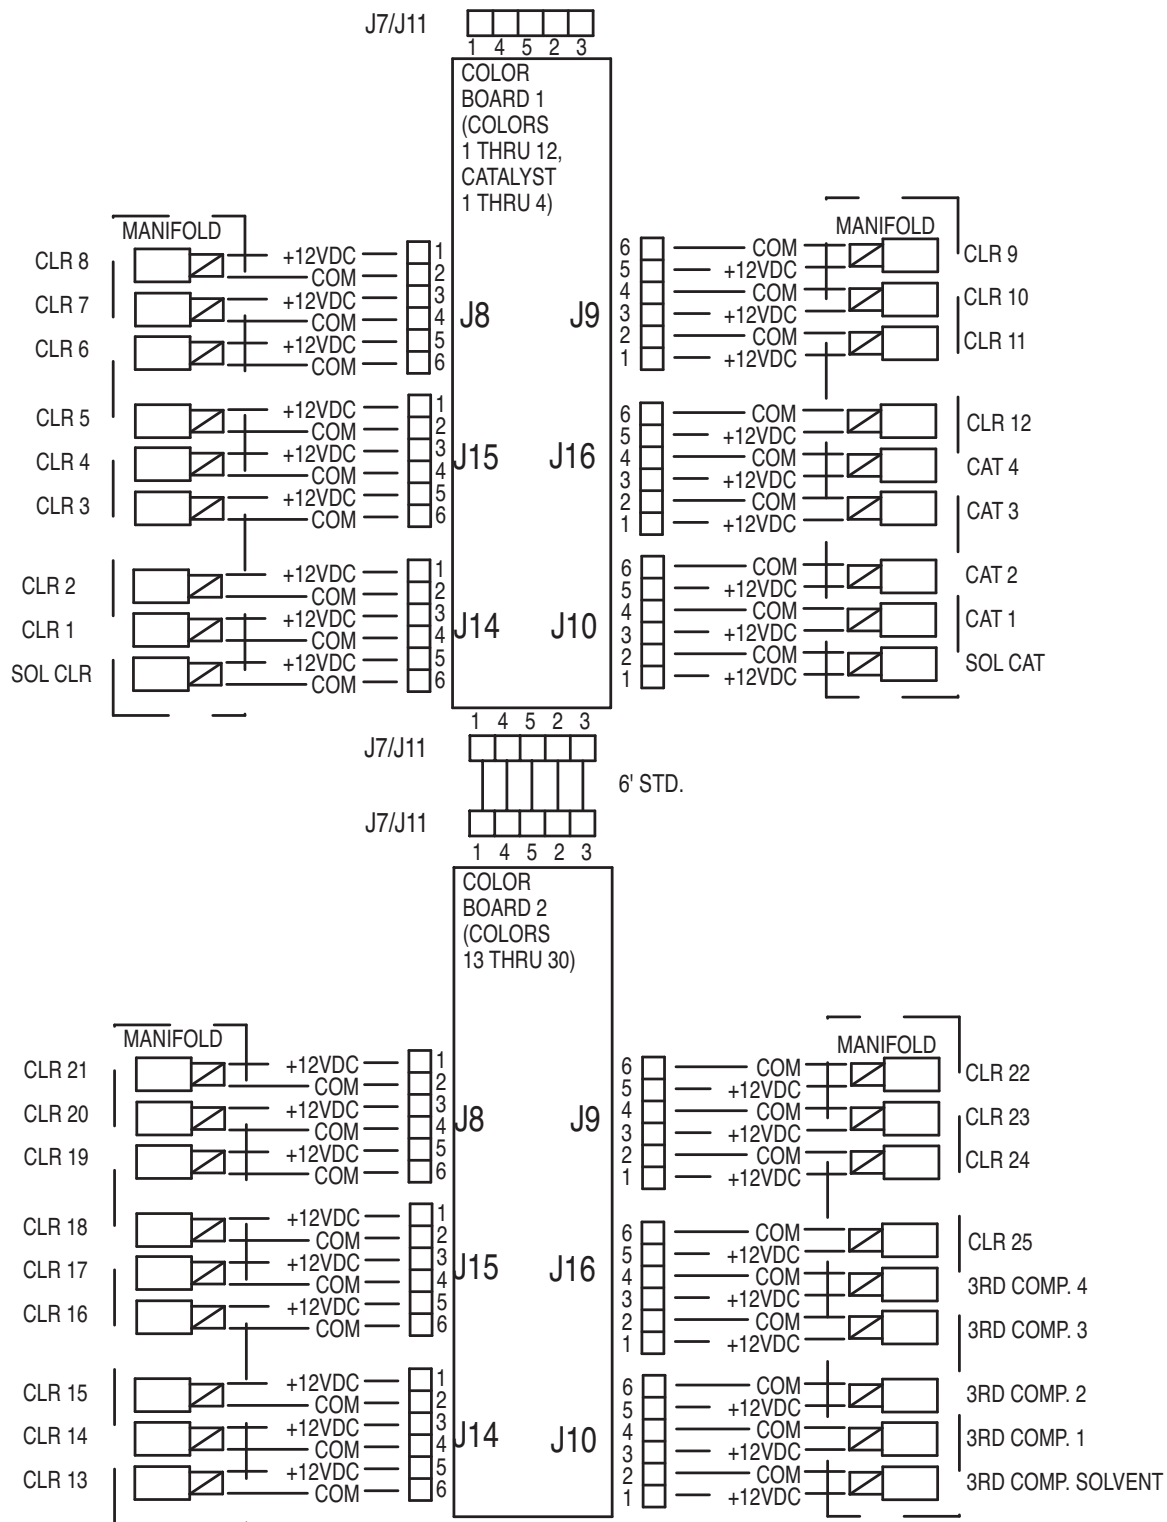 J7/J11
1 4 5 2 3
COLOR
BOARD 1
(COLORS
1 THRU 12,
CATALYST
1 THRU 4)
MANIFOLD
MANIFOLD
CLR 8 +12VDC 1 6 COM CLR 9
COM 2 5 +12VDC
CLR 7 +12VDC 3 J8 J9 4 COM CLR 10
COM 4 3 +12VDC
CLR 6 +12VDC 5 2 COM CLR 11
COM 6 1 +12VDC
CLR 5 +12VDC 1 6 COM CLR 12
COM 2 5 +12VDC
CLR 4 +12VDC 3 J15 J16 4 COM CAT 4
COM 4 3 +12VDC
CLR 3 +12VDC 5 2 COM CAT 3
COM 6 1 +12VDC
CLR 2 +12VDC 1 6 COM CAT 2
COM 2 5 +12VDC
CLR 1 +12VDC 3 J14 J10 4 COM CAT 1
COM 4 3 +12VDC
SOL CLR +12VDC 5 2 COM SOL CAT
COM 6 1 +12VDC
1 4 5 2 3
J7/J11
6' STD.
J7/J11
1 4 5 2 3
COLOR
BOARD 2
(COLORS
13 THRU 30)
MANIFOLD
MANIFOLD
CLR 21 +12VDC 1 6 COM CLR 22
COM 2 5 +12VDC
CLR 20 +12VDC 3 J8 J9 4 COM CLR 23
COM 4 3 +12VDC
CLR 19 +12VDC 5 2 COM CLR 24
COM 6 1 +12VDC
CLR 18 +12VDC 1 6 COM CLR 25
COM 2 5 +12VDC
CLR 17 +12VDC 3 J15 J16 4 COM 3RD COMP. 4
COM 4 3 +12VDC
CLR 16 +12VDC 5 2 COM 3RD COMP. 3
COM 6 1 +12VDC
CLR 15 +12VDC 1 6 COM 3RD COMP. 2
COM 2 5 +12VDC
CLR 14 +12VDC 3 J14 J10 4 COM 3RD COMP. 1
COM 4 3 +12VDC
CLR 13 +12VDC 5 2 COM 3RD COMP. SOLVENT
COM 6 1 +12VDC